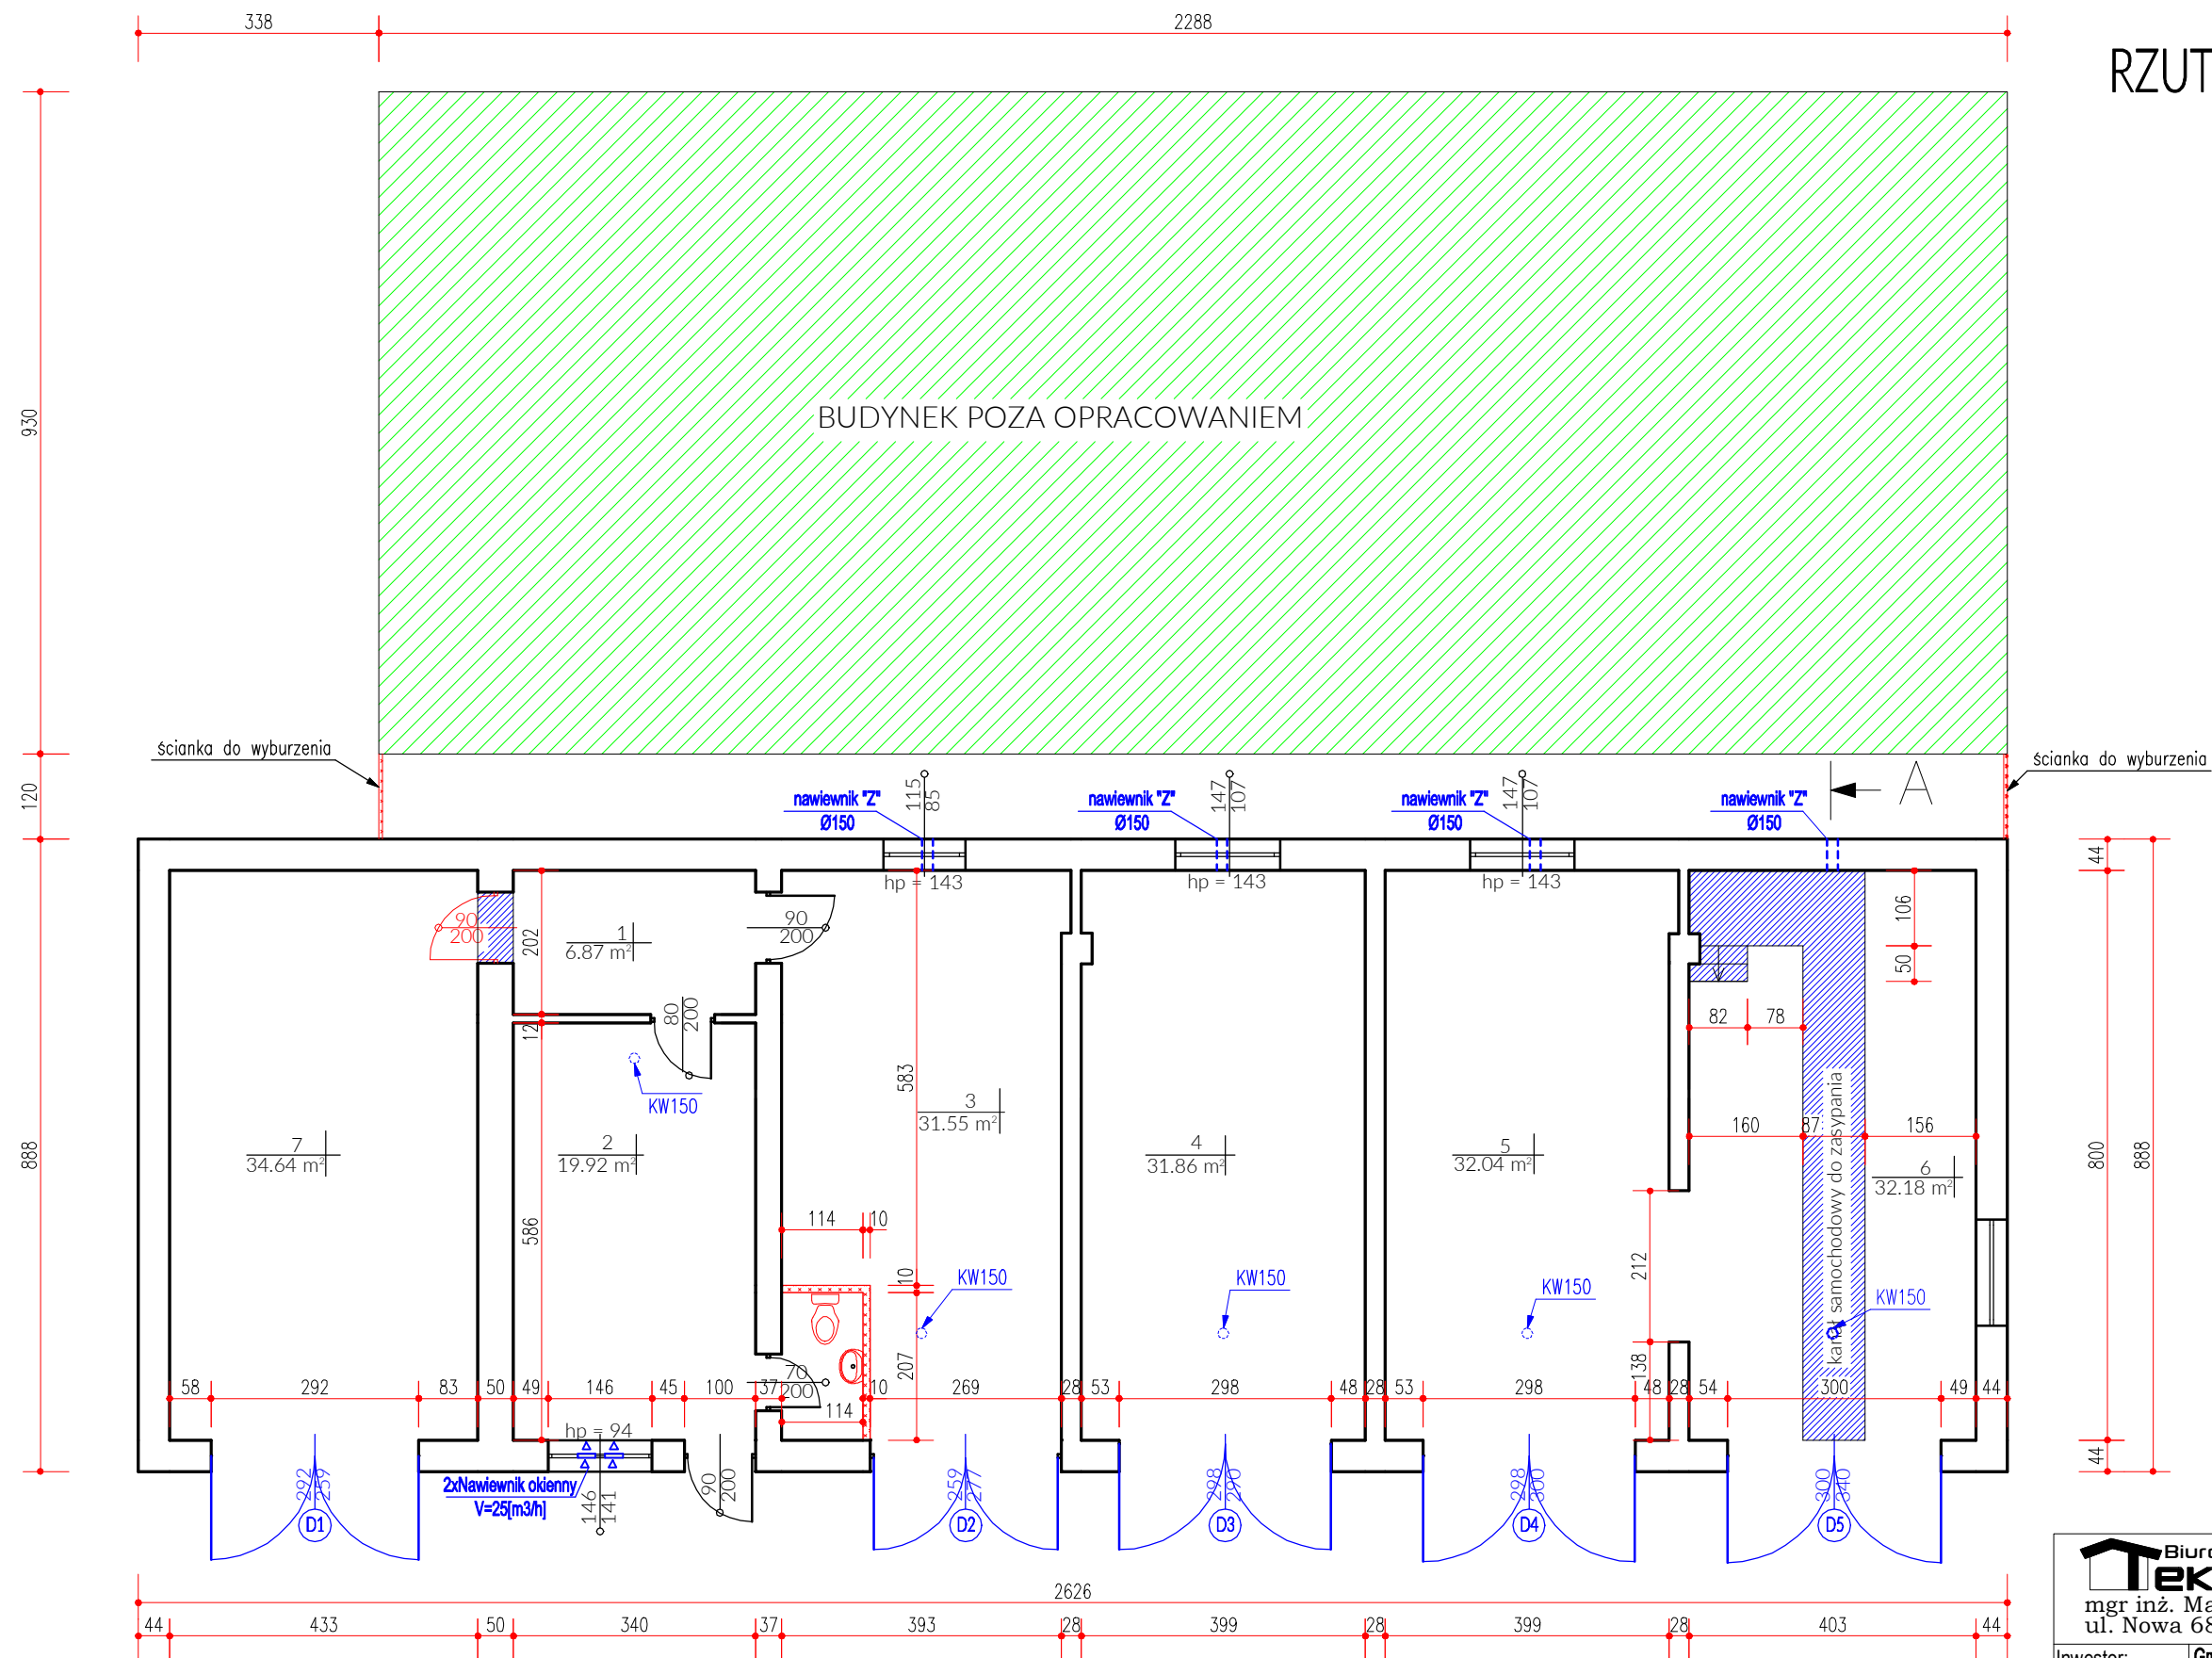 338
2288
RZUT
930
BUDYNEK POZA OPRACOWANIEM
ścianka do wyburzenia
ścianka do wyburzenia
120
nawiewnik "Z"
Ø150
115
85
nawiewnik "Z"
Ø150
147
107
nawiewnik "Z"
Ø150
147
107
nawiewnik "Z"
Ø150
A
44
hp = 143
hp = 143
hp = 143
90
200
202
1
6.87 m²
90
200
106
50
80
200
12
82
78
KW150
583
3
31.55 m²
888
7
34.64 m²
2
19.92 m²
4
31.86 m²
5
32.04 m²
160
87
156
6
32.18 m²
800
888
kanał samochodowy do zasypania
586
114
10
10
KW150
KW150
KW150
KW150
212
207
138
70
200
58
292
83
50
49
146
45
100
37
10
269
28
53
298
48
28
53
298
48
28
54
300
49
44
114
hp = 94
44
2xNawiewnik okienny
V=25[m3/h]
146
141
90
200
292
259
D1
259
277
D2
298
290
D3
298
300
D4
300
340
D5
2626
44
433
50
340
37
393
28
399
28
399
28
403
44
Biuro
Tek
mgr inż. Ma
ul. Nowa 68
Inwestor: